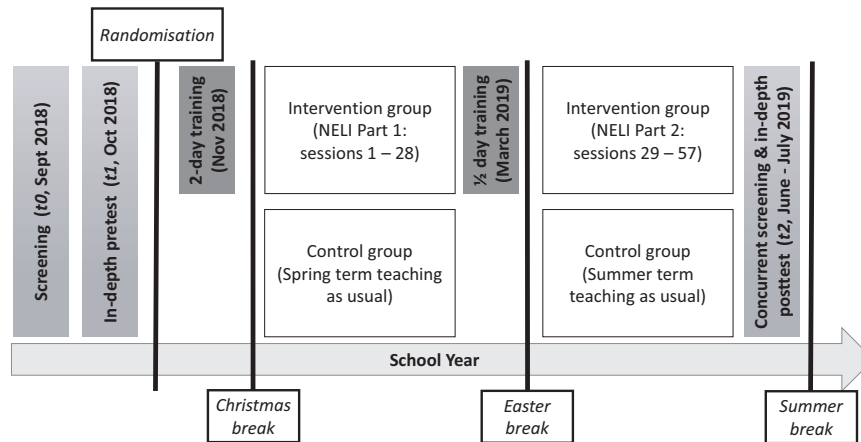 Randomisation
Screening (t0, Sept 2018)
In-depth pretest (t1, Oct 2018)
2-day training
(Nov 2018)
Intervention group
(NELI Part 1:
sessions 1 – 28)
Control group
(Spring term teaching
as usual)
½ day training
(March 2019)
Intervention group
(NELI Part 2:
sessions 29 – 57)
Control group
(Summer term
teaching as usual)
Concurrent screening & in-depth
posttest (t2, June - July 2019)
School Year
Christmas
break
Easter
break
Summer
break